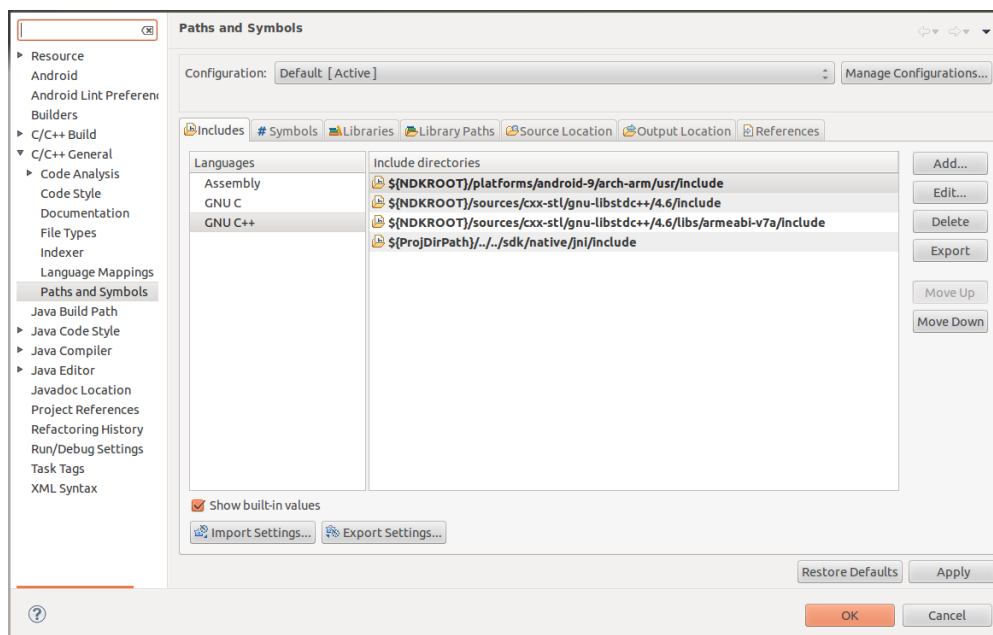 Paths and Symbols
Resource
Android
Android Lint Preferen
Builders
C/C++ Build
C/C++ General
Code Analysis
Code Style
Documentation
File Types
Indexer
Language Mappings
Paths and Symbols
Java Build Path
Java Code Style
Java Compiler
Java Editor
Javadoc Location
Project References
Refactoring History
Run/Debug Settings
Task Tags
XML Syntax
Configuration: Default [ Active ] Manage Configurations...
Includes # Symbols Libraries Library Paths Source Location Output Location References
Languages
Assembly
GNU C
GNU C++
Include directories
${NDKROOT}/platforms/android-9/arch-arm/usr/include
${NDKROOT}/sources/cxx-stl/gnu-libstdc++/4.6/include
${NDKROOT}/sources/cxx-stl/gnu-libstdc++/4.6/libs/armeabi-v7a/include
${ProjDirPath}/../../sdk/native/jni/include
Add...
Edit...
Delete
Export
Move Up
Move Down
Show built-in values
Import Settings... Export Settings...
Restore Defaults Apply
OK Cancel